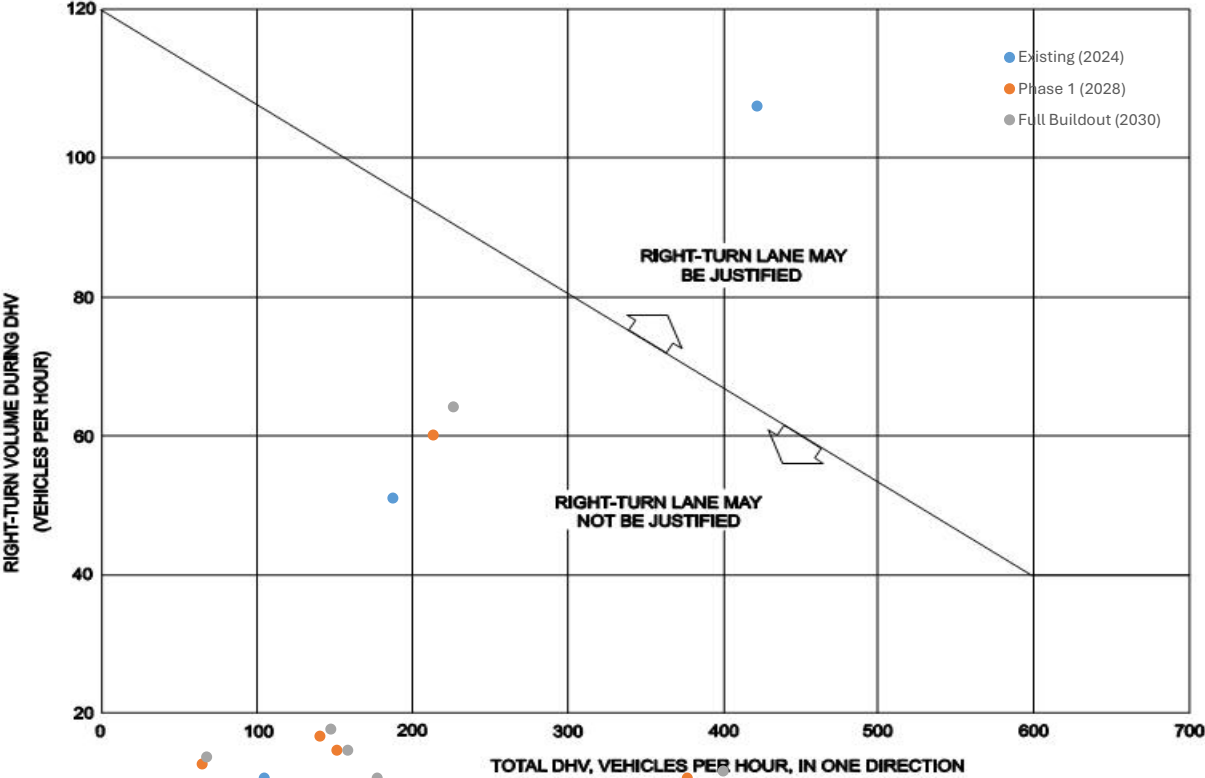 120
Existing (2024)
Phase 1 (2028)
Full Buildout (2030)
100
RIGHT-TURN LANE MAY
BE JUSTIFIED
80
RIGHT-TURN VOLUME DURING DHV
(VEHICLES PER HOUR)
60
RIGHT-TURN LANE MAY
NOT BE JUSTIFIED
40
20
0 100 200 300 400 500 600 700
TOTAL DHV, VEHICLES PER HOUR, IN ONE DIRECTION